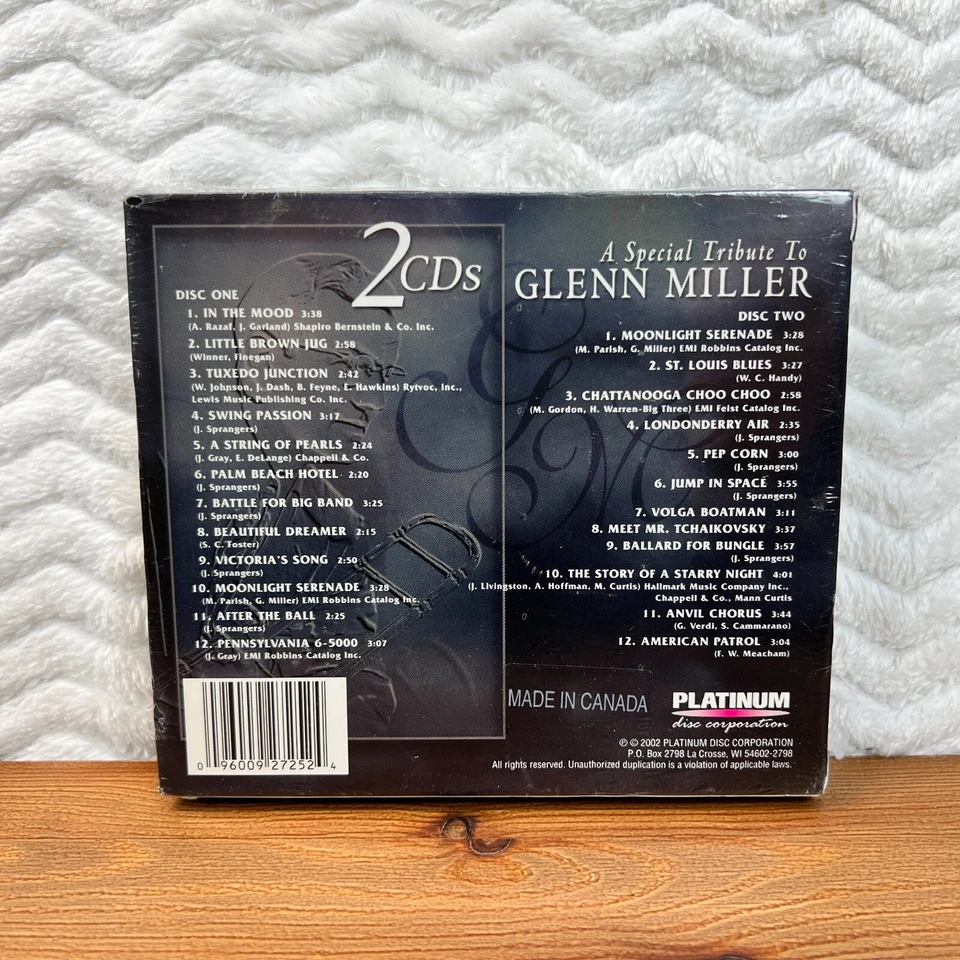 2CDs
DISC ONE
1. IN THE MOOD 3:38
(A. Razaf, J. Garland) Shapiro Bernstein & Co. Inc.
2. LITTLE BROWN JUG 2:58
(Winner, Finegan)
3. TUXEDO JUNCTION 2:42
(W. Johnson, J. Dash, B. Feyne, E. Hawkins) Rytvoc, Inc.,
Lewis Music Publishing Co. Inc.
4. SWING PASSION 3:17
(J. Sprangers)
5. A STRING OF PEARLS 2:24
(J. Gray, E. DeLange) Chappell & Co.
6. PALM BEACH HOTEL 2:20
(J. Sprangers)
7. BATTLE FOR BIG BAND 3:25
(J. Sprangers)
8. BEAUTIFUL DREAMER 2:15
(S. C. Foster)
9. VICTORIA'S SONG 2:50
(J. Sprangers)
10. MOONLIGHT SERENADE 3:28
(M. Parish, G. Miller) EMI Robbins Catalog Inc.
11. AFTER THE BALL 2:25
(J. Sprangers)
12. PENNSYLVANIA 6-5000 3:07
(J. Gray) EMI Robbins Catalog Inc.
0 96009 27252 4
A Special Tribute To
GLENN MILLER
DISC TWO
1. MOONLIGHT SERENADE 3:28
(M. Parish, G. Miller) EMI Robbins Catalog Inc.
2. ST. LOUIS BLUES 3:27
(W. C. Handy)
3. CHATTANOOGA CHOO CHOO 2:58
(M. Gordon, H. Warren-Big Three) EMI Feist Catalog Inc.
4. LONDONDERRY AIR 2:35
(J. Sprangers)
5. PEP CORN 3:00
(J. Sprangers)
6. JUMP IN SPACE 3:55
(J. Sprangers)
7. VOLGA BOATMAN 3:11
8. MEET MR. TCHAIKOVSKY 3:37
9. BALLARD FOR BUNGLE 3:57
(J. Sprangers)
10. THE STORY OF A STARRY NIGHT 4:01
(J. Livingston, A. Hoffman, M. Curtis) Hallmark Music Company Inc.,
Chappell & Co., Mann Curtis
11. ANVIL CHORUS 3:44
(G. Verdi, S. Cammarano)
12. AMERICAN PATROL 3:04
(F. W. Meacham)
MADE IN CANADA
PLATINUM
disc corporation
℗ © 2002 PLATINUM DISC CORPORATION
P.O. Box 2798 La Crosse, WI 54602-2798
All rights reserved. Unauthorized duplication is a violation of applicable laws.